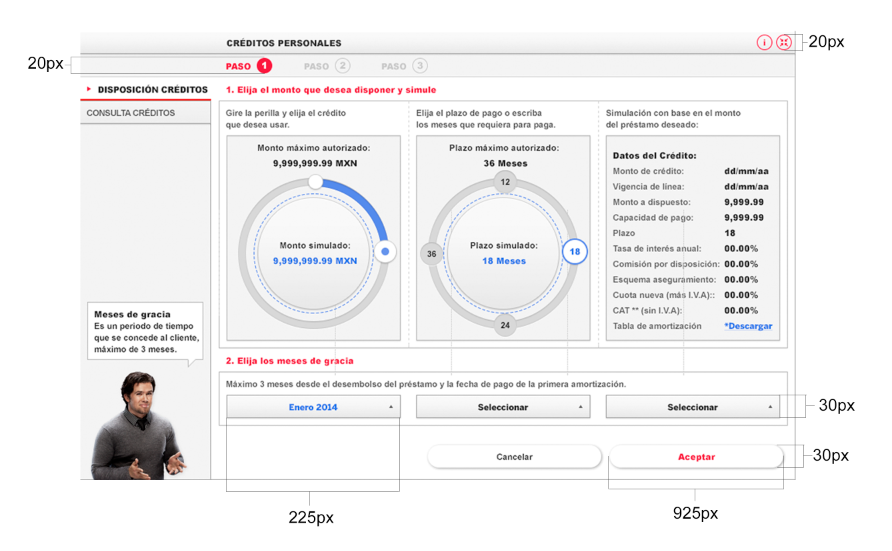 CRÉDITOS PERSONALES
i
20px
20px
PASO 1 PASO 2 PASO 3
DISPOSICIÓN CRÉDITOS
CONSULTA CRÉDITOS
1. Elija el monto que desea disponer y simule
Gire la perilla y elija el crédito
que desea usar.
Monto máximo autorizado:
9,999,999.99 MXN
Monto simulado:
9,999,999.99 MXN
Elija el plazo de pago o escriba
los meses que requiera para paga.
Plazo máximo autorizado:
36 Meses
12
36
Plazo simulado:
18 Meses
18
24
Simulación con base en el monto
del préstamo deseado:
Datos del Crédito:
Monto de crédito: dd/mm/aa
Vigencia de línea: dd/mm/aa
Monto a dispuesto: 9,999.99
Capacidad de pago: 9,999.99
Plazo 18
Tasa de interés anual: 00.00%
Comisión por disposición: 00.00%
Esquema aseguramiento: 00.00%
Cuota nueva (más I.V.A):: 00.00%
CAT ** (sin I.V.A): 00.00%
Tabla de amortización *Descargar
Meses de gracia
Es un periodo de tiempo
que se concede al cliente,
máximo de 3 meses.
2. Elija los meses de gracia
Máximo 3 meses desde el desembolso del préstamo y la fecha de pago de la primera amortización.
Enero 2014
Seleccionar
Seleccionar
30px
Cancelar
Aceptar
30px
225px
925px